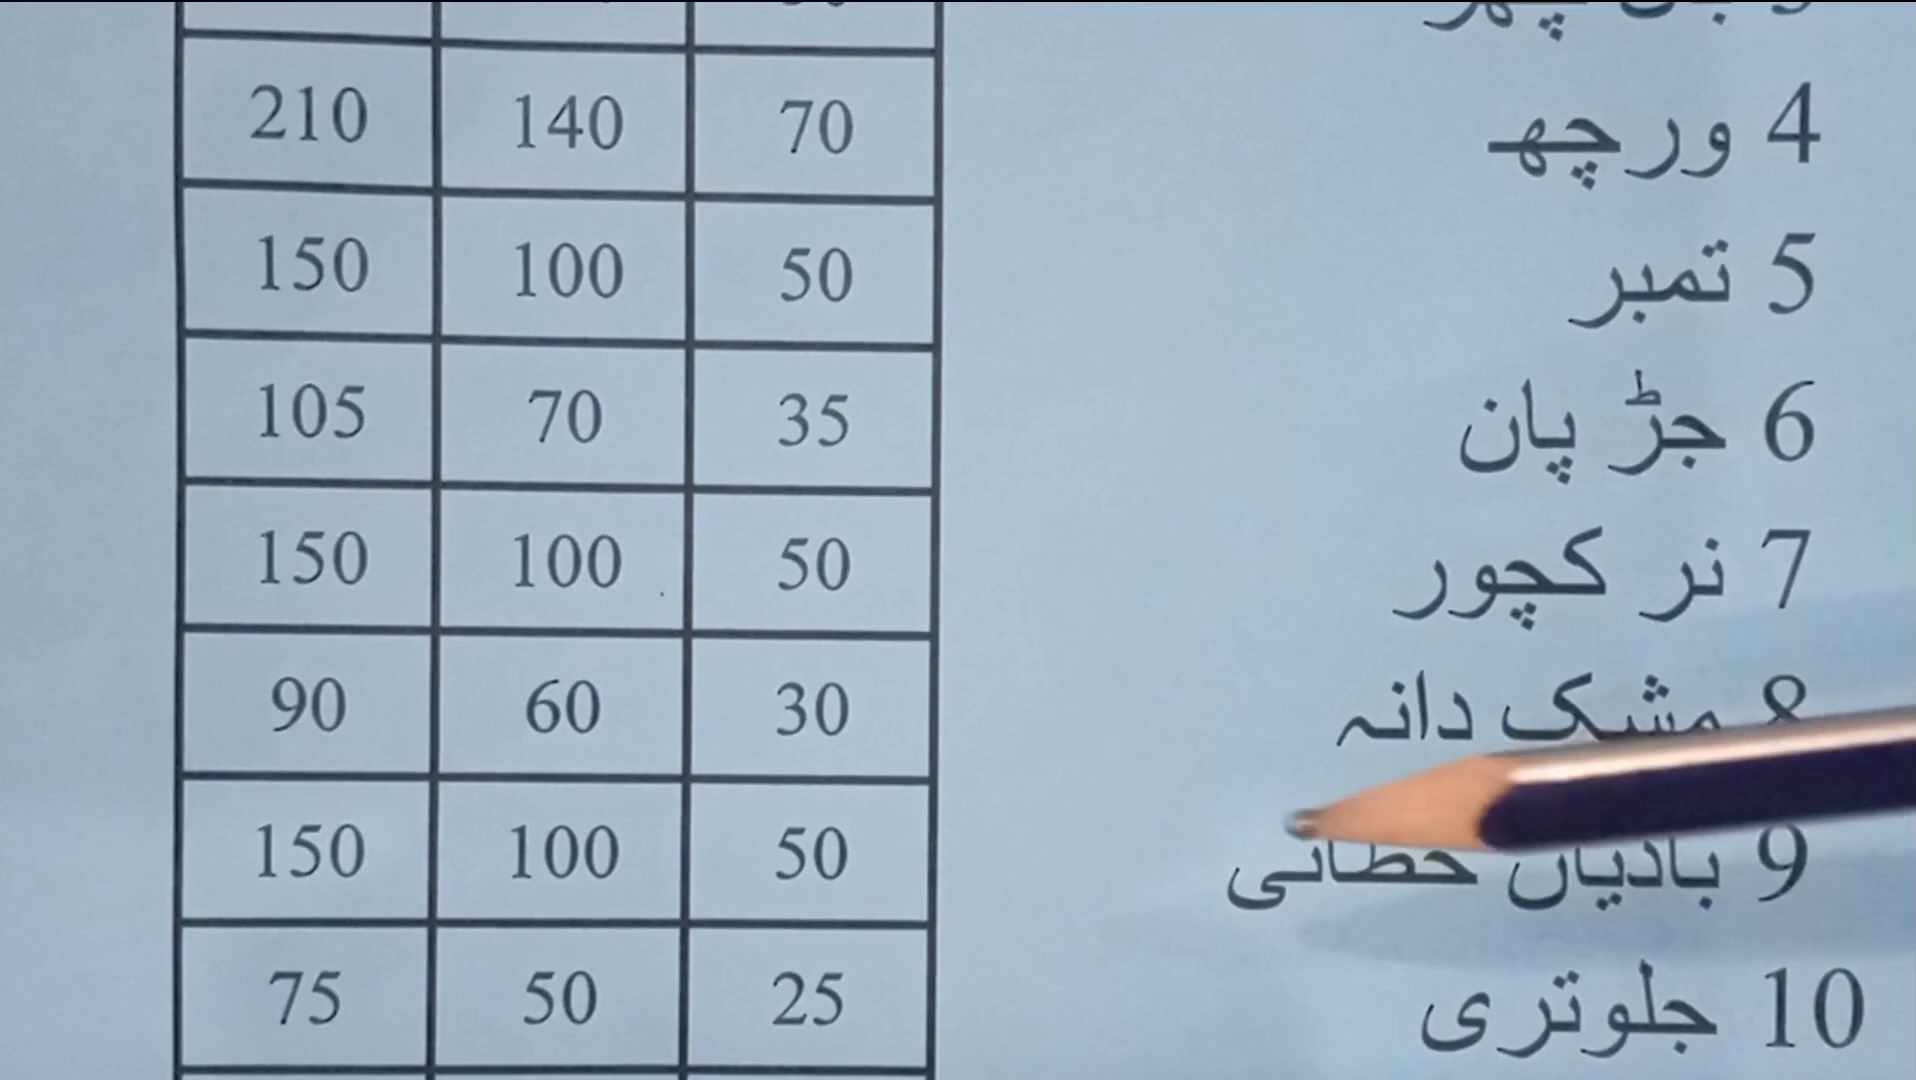 4 ورچھ 70 140 210
5 تمبر 50 100 150
6 جڑ پان 35 70 105
7 نر کچور 50 100 150
8 مشک دانہ 30 60 90
9 بادیان خطائی 50 100 150
10 جلوتری 25 50 75